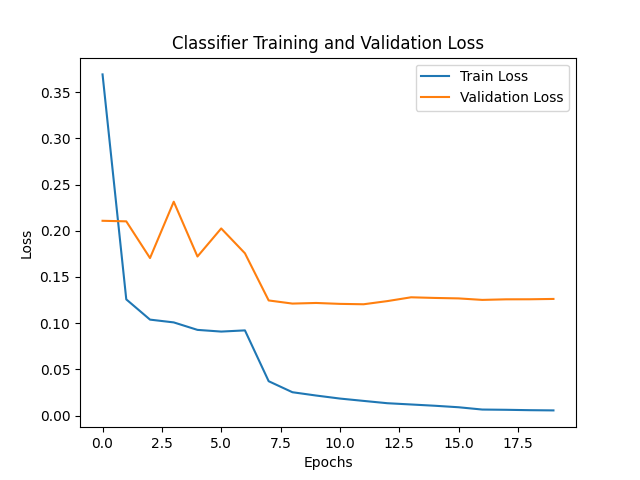 Classifier Training and Validation Loss
Train Loss
Validation Loss
Loss
0.35
0.30
0.25
0.20
0.15
0.10
0.05
0.00
0.0 2.5 5.0 7.5 10.0 12.5 15.0 17.5
Epochs